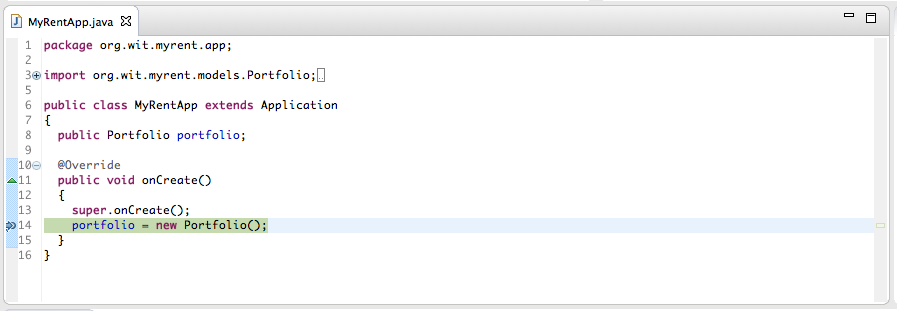 MyRentApp.java
1 package org.wit.myrent.app;
2
3 import org.wit.myrent.models.Portfolio;
5
6 public class MyRentApp extends Application
7 {
8   public Portfolio portfolio;
9
10   @Override
11   public void onCreate()
12   {
13     super.onCreate();
14     portfolio = new Portfolio();
15   }
16 }